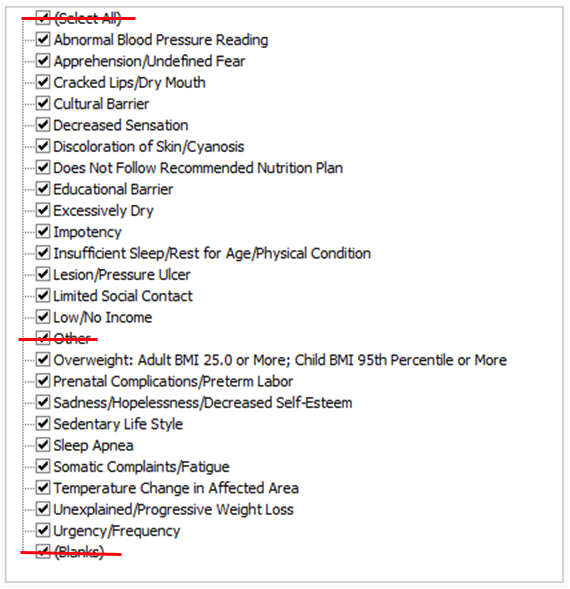 (Select All)
Abnormal Blood Pressure Reading
Apprehension/Undefined Fear
Cracked Lips/Dry Mouth
Cultural Barrier
Decreased Sensation
Discoloration of Skin/Cyanosis
Does Not Follow Recommended Nutrition Plan
Educational Barrier
Excessively Dry
Impotency
Insufficient Sleep/Rest for Age/Physical Condition
Lesion/Pressure Ulcer
Limited Social Contact
Low/No Income
Other
Overweight: Adult BMI 25.0 or More; Child BMI 95th Percentile or More
Prenatal Complications/Preterm Labor
Sadness/Hopelessness/Decreased Self-Esteem
Sedentary Life Style
Sleep Apnea
Somatic Complaints/Fatigue
Temperature Change in Affected Area
Unexplained/Progressive Weight Loss
Urgency/Frequency
(Blanks)